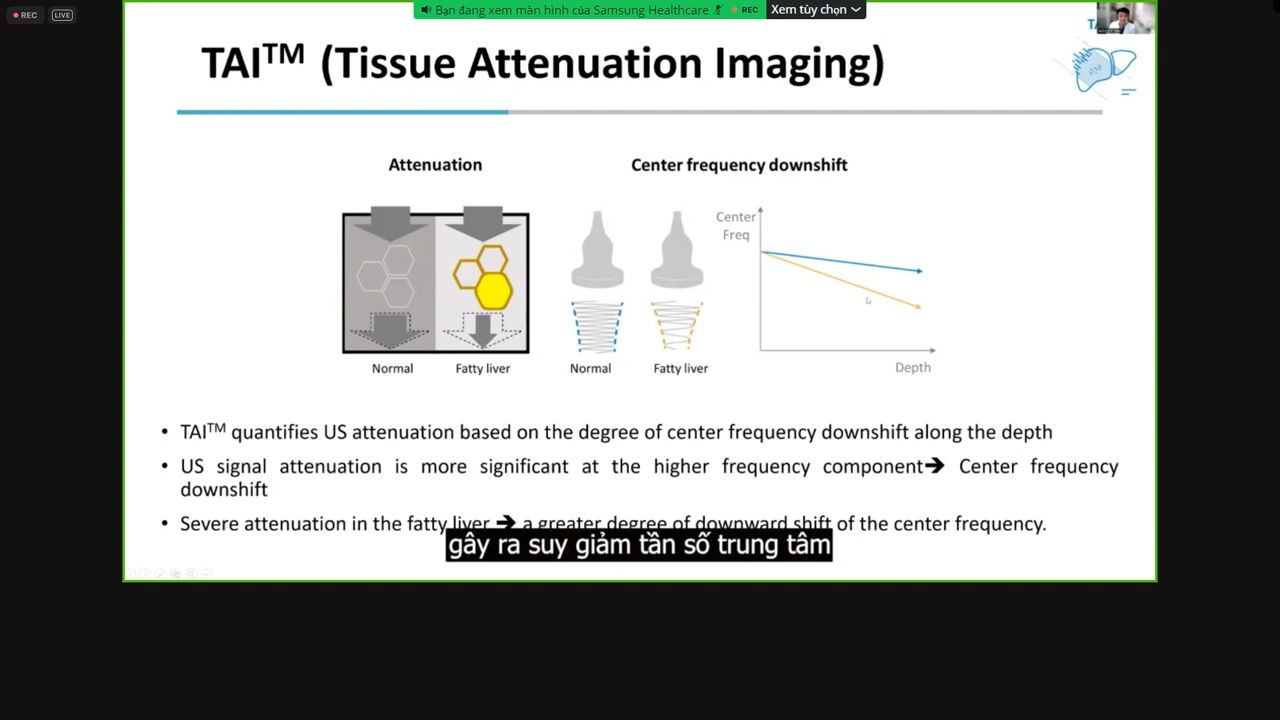 REC
LIVE
Bạn đang xem màn hình của Samsung Healthcare
REC
Xem tùy chọn
TAI™ (Tissue Attenuation Imaging)
Attenuation
Center frequency downshift
Center
Freq
Normal
Fatty liver
Normal
Fatty liver
Depth
• TAI™ quantifies US attenuation based on the degree of center frequency downshift along the depth
• US signal attenuation is more significant at the higher frequency component➔ Center frequency
downshift
• Severe attenuation in the fatty liver ➔ a greater degree of downward shift of the center frequency.
gây ra suy giảm tần số trung tâm